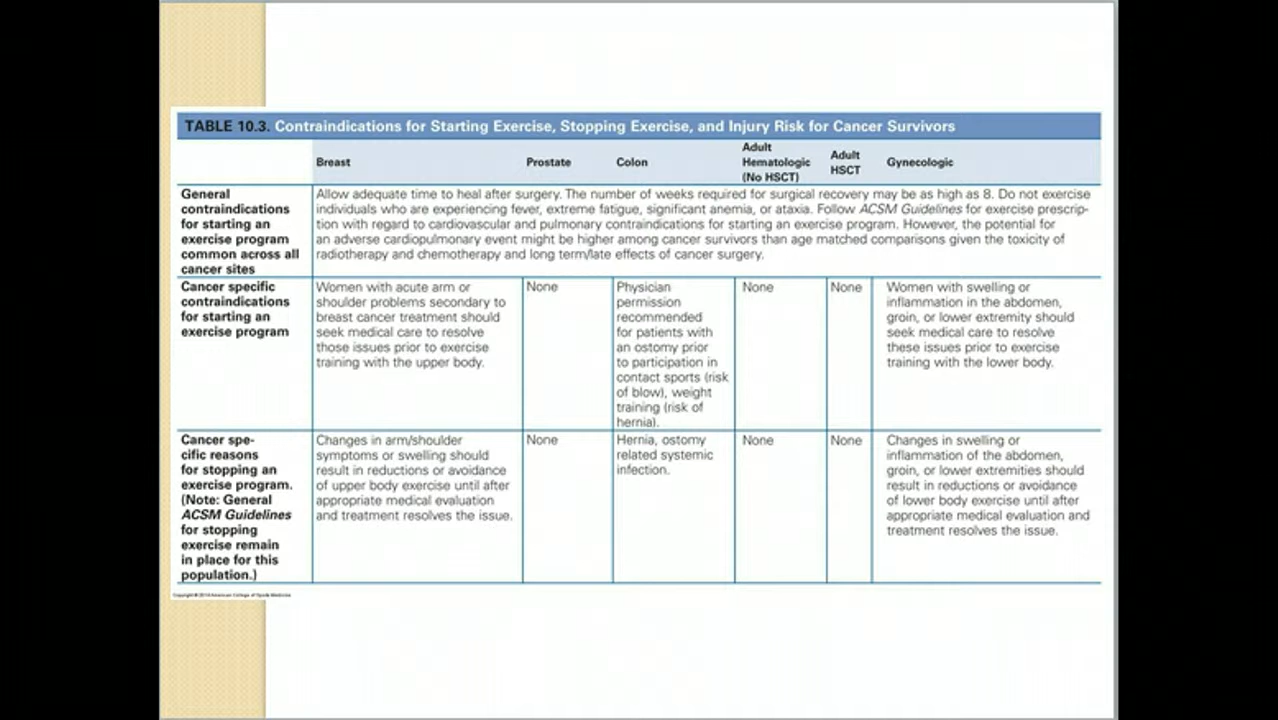 TABLE 10.3. Contraindications for Starting Exercise, Stopping Exercise, and Injury Risk for Cancer Survivors
Breast
Prostate
Colon
Adult
Hematologic
(No HSCT)
Adult
HSCT
Gynecologic
General
contraindications
for starting an
exercise program
common across all
cancer sites
Allow adequate time to heal after surgery. The number of weeks required for surgical recovery may be as high as 8. Do not exercise
individuals who are experiencing fever, extreme fatigue, significant anemia, or ataxia. Follow ACSM Guidelines for exercise prescrip-
tion with regard to cardiovascular and pulmonary contraindications for starting an exercise program. However, the potential for
an adverse cardiopulmonary event might be higher among cancer survivors than age matched comparisons given the toxicity of
radiotherapy and chemotherapy and long term/late effects of cancer surgery.
Cancer specific
contraindications
for starting an
exercise program
Women with acute arm or
shoulder problems secondary to
breast cancer treatment should
seek medical care to resolve
those issues prior to exercise
training with the upper body.
None
Physician
permission
recommended
for patients with
an ostomy prior
to participation in
contact sports (risk
of blow), weight
training (risk of
hernia).
None
None
Women with swelling or
inflammation in the abdomen,
groin, or lower extremity should
seek medical care to resolve
these issues prior to exercise
training with the lower body.
Cancer spe-
cific reasons
for stopping an
exercise program.
(Note: General
ACSM Guidelines
for stopping
exercise remain
in place for this
population.)
Changes in arm/shoulder
symptoms or swelling should
result in reductions or avoidance
of upper body exercise until after
appropriate medical evaluation
and treatment resolves the issue.
None
Hernia, ostomy
related systemic
infection.
None
None
Changes in swelling or
inflammation of the abdomen,
groin, or lower extremities should
result in reductions or avoidance
of lower body exercise until after
appropriate medical evaluation and
treatment resolves the issue.
Copyright © 2014 American College of Sports Medicine